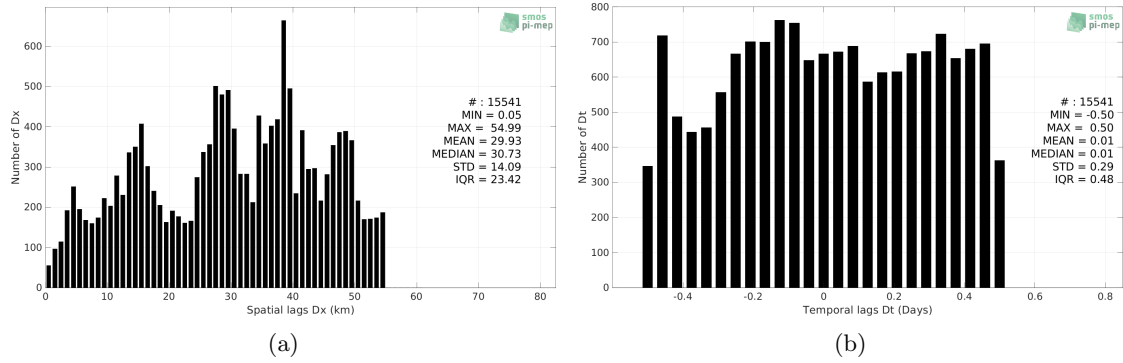 smos
pi-mep
600
500
400
300
200
100
0
Number of Dx
# : 15541
MIN = 0.05
MAX = 54.99
MEAN = 29.93
MEDIAN = 30.73
STD = 14.09
IQR = 23.42
0 10 20 30 40 50 60 70 80
Spatial lags Dx (km)
(a)
smos
pi-mep
800
700
600
500
400
300
200
100
0
Number of Dt
# : 15541
MIN = -0.50
MAX = 0.50
MEAN = 0.01
MEDIAN = 0.01
STD = 0.29
IQR = 0.48
-0.4 -0.2 0 0.2 0.4 0.6 0.8
Temporal lags Dt (Days)
(b)